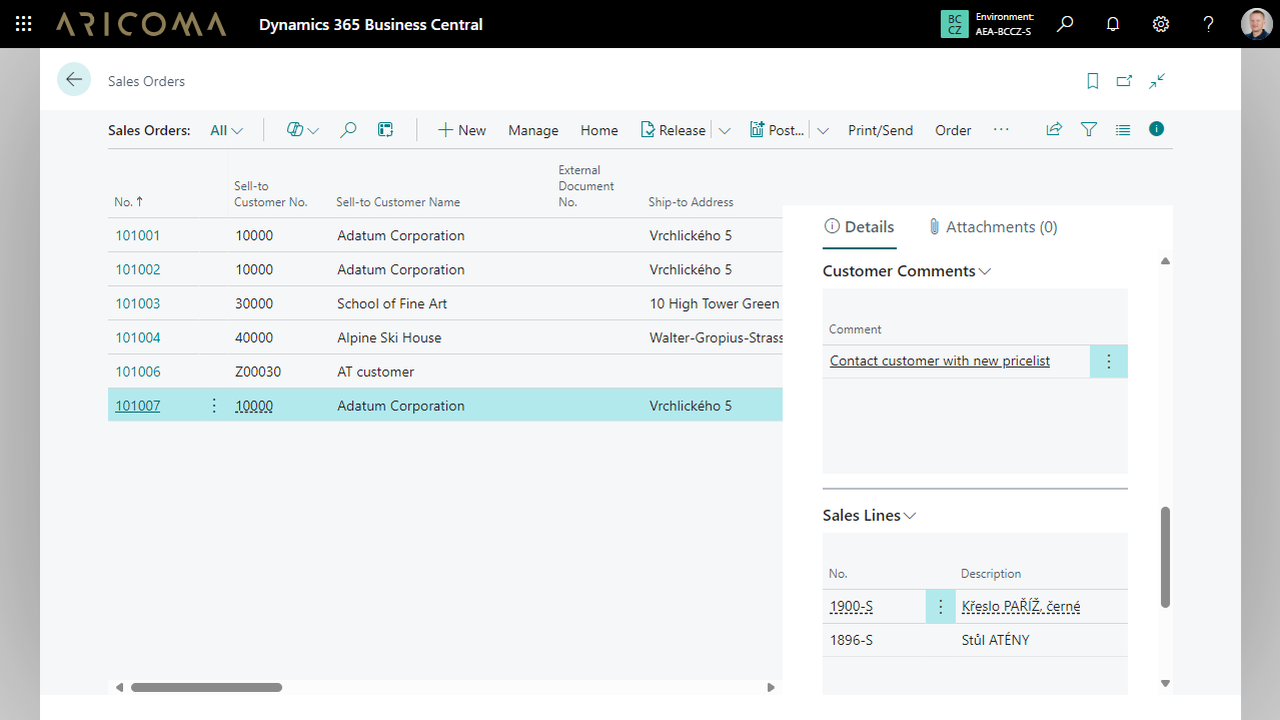 ARICOMA Dynamics 365 Business Central BC CZ Environment: AEA-BCCZ-S
Sales Orders
Sales Orders: All New Manage Home Release Post... Print/Send Order ...
No. ↑ Sell-to Customer No. Sell-to Customer Name External Document No. Ship-to Address
101001 10000 Adatum Corporation Vrchlického 5
101002 10000 Adatum Corporation Vrchlického 5
101003 30000 School of Fine Art 10 High Tower Green
101004 40000 Alpine Ski House Walter-Gropius-Strass
101006 Z00030 AT customer
101007 10000 Adatum Corporation Vrchlického 5
Details Attachments (0)
Customer Comments
Comment
Contact customer with new pricelist
Sales Lines
No. Description
1900-S Křeslo PAŘÍŽ, černé
1896-S Stůl ATÉNY